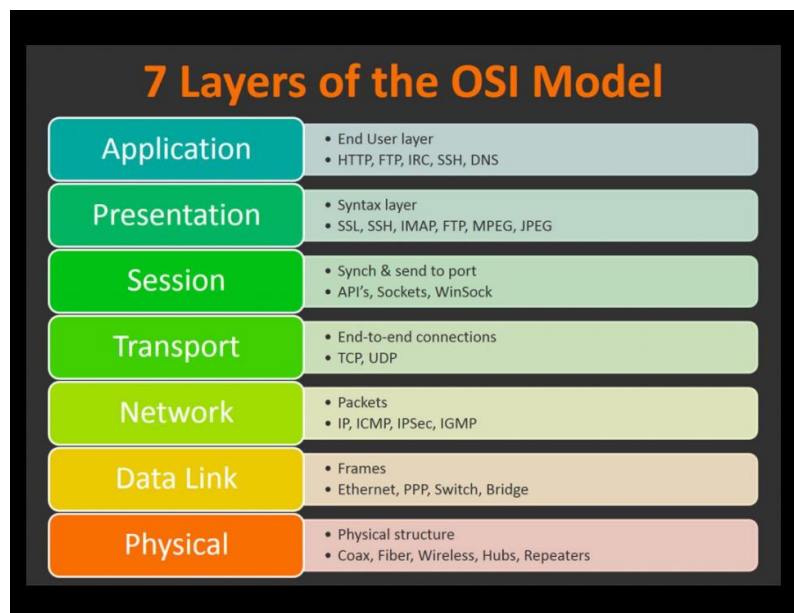 7 Layers of the OSI Model
Application
• End User layer
• HTTP, FTP, IRC, SSH, DNS
Presentation
• Syntax layer
• SSL, SSH, IMAP, FTP, MPEG, JPEG
Session
• Synch & send to port
• API's, Sockets, WinSock
Transport
• End-to-end connections
• TCP, UDP
Network
• Packets
• IP, ICMP, IPSec, IGMP
Data Link
• Frames
• Ethernet, PPP, Switch, Bridge
Physical
• Physical structure
• Coax, Fiber, Wireless, Hubs, Repeaters